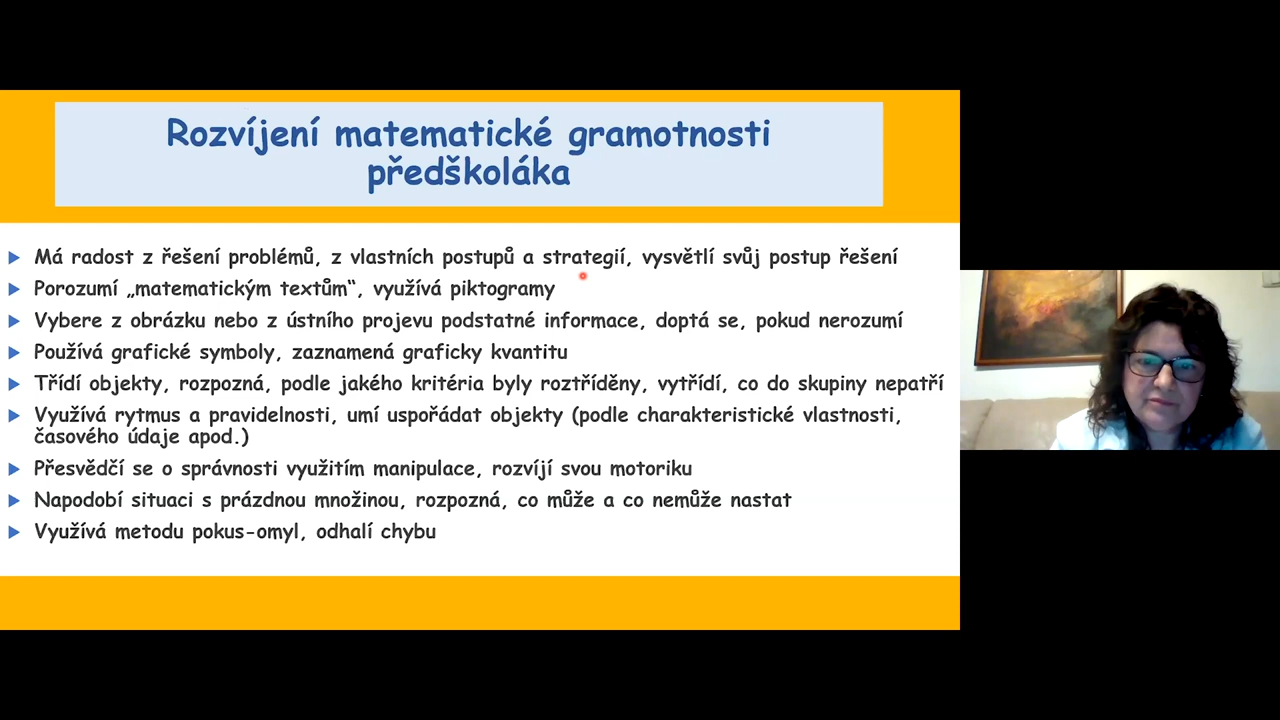 Rozvíjení matematické gramotnosti
předškoláka
Má radost z řešení problémů, z vlastních postupů a strategií, vysvětlí svůj postup řešení
Porozumí „matematickým textům“, využívá piktogramy
Vybere z obrázku nebo z ústního projevu podstatné informace, doptá se, pokud nerozumí
Používá grafické symboly, zaznamená graficky kvantitu
Třídí objekty, rozpozná, podle jakého kritéria byly roztříděny, vytřídí, co do skupiny nepatří
Využívá rytmus a pravidelnosti, umí uspořádat objekty (podle charakteristické vlastnosti,
časového údaje apod.)
Přesvědčí se o správnosti využitím manipulace, rozvíjí svou motoriku
Napodobí situaci s prázdnou množinou, rozpozná, co může a co nemůže nastat
Využívá metodu pokus-omyl, odhalí chybu